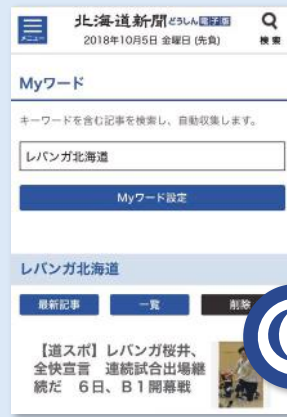 メニュー
北海道新聞どうしん電子版
検索
2018年10月5日 金曜日 (先負)
Myワード
キーワードを含む記事を検索し、自動収集します。
レバンガ北海道
Myワード設定
レバンガ北海道
最新記事 一覧 削除
【道スポ】レバンガ桜井、
全快宣言 連続試合出場継
続だ 6日、B1開幕戦